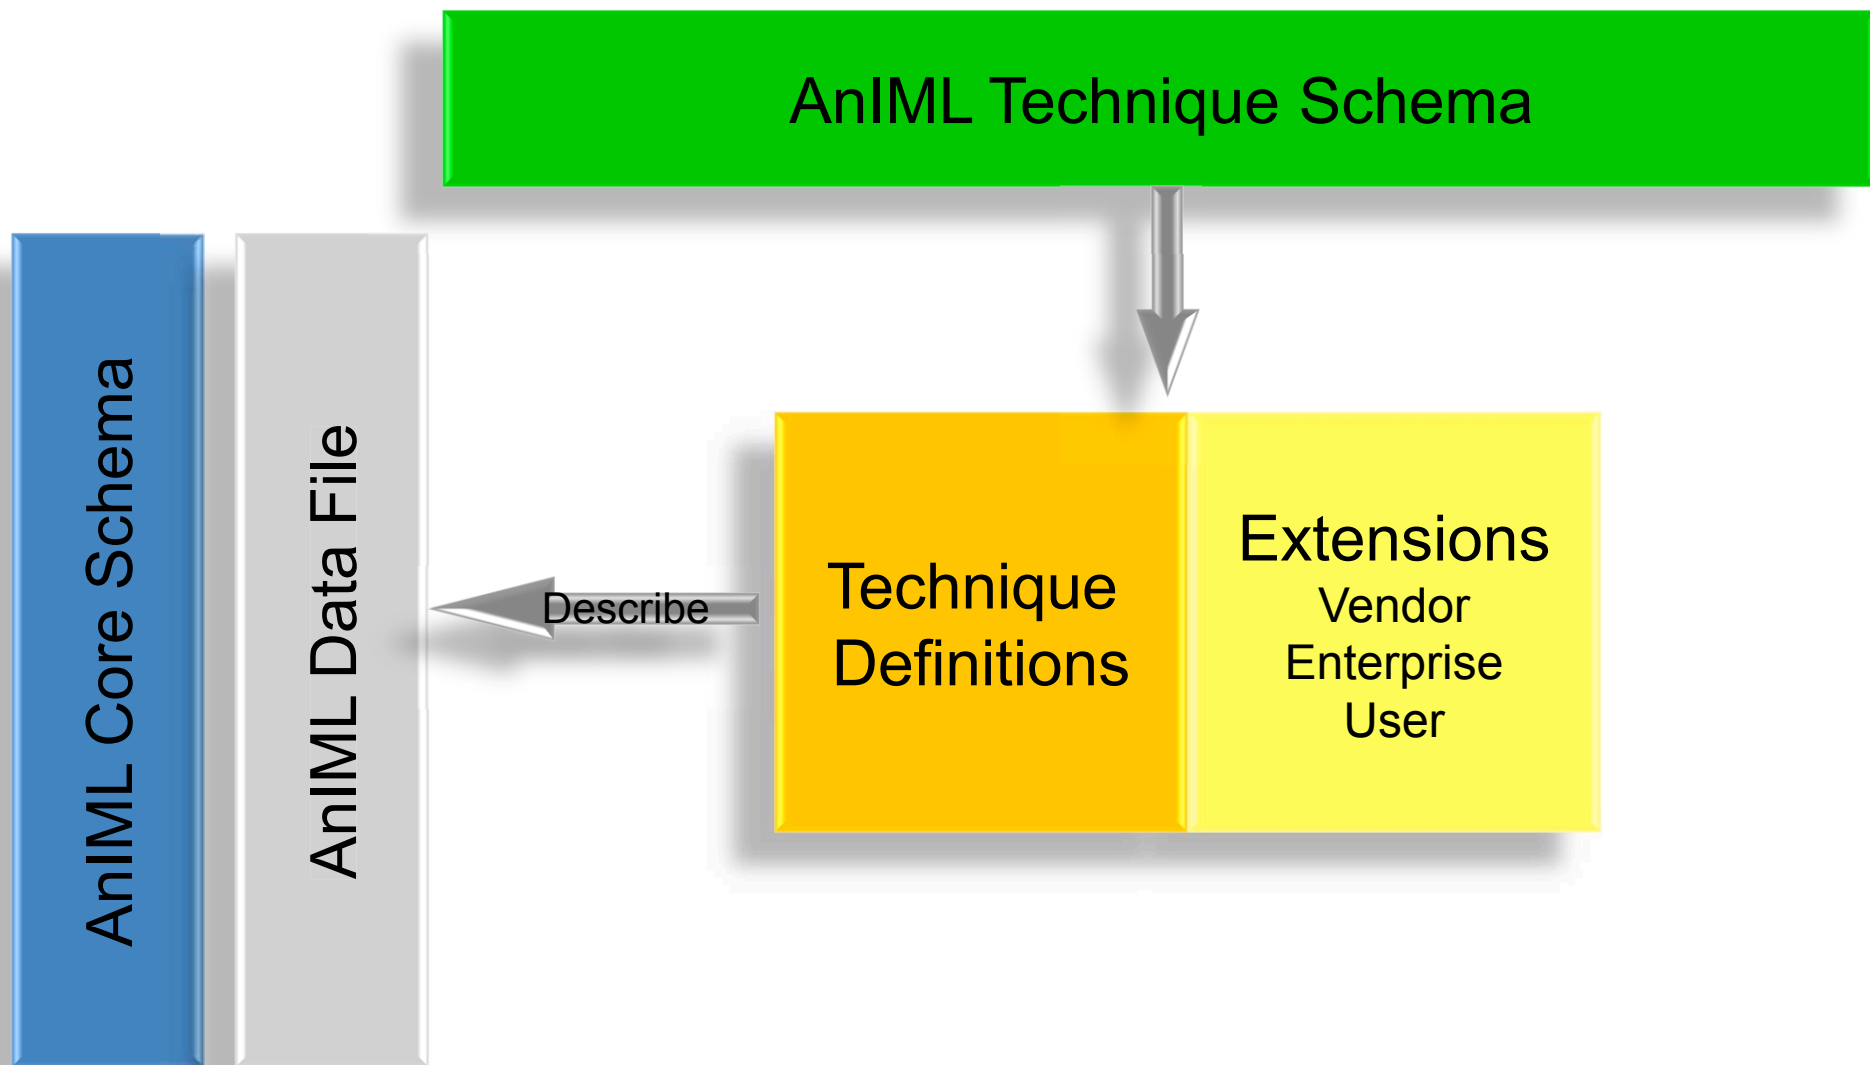 AnIML Technique Schema
AnIML Core Schema
AnIML Data File
Describe
Technique
Definitions
Extensions
Vendor
Enterprise
User